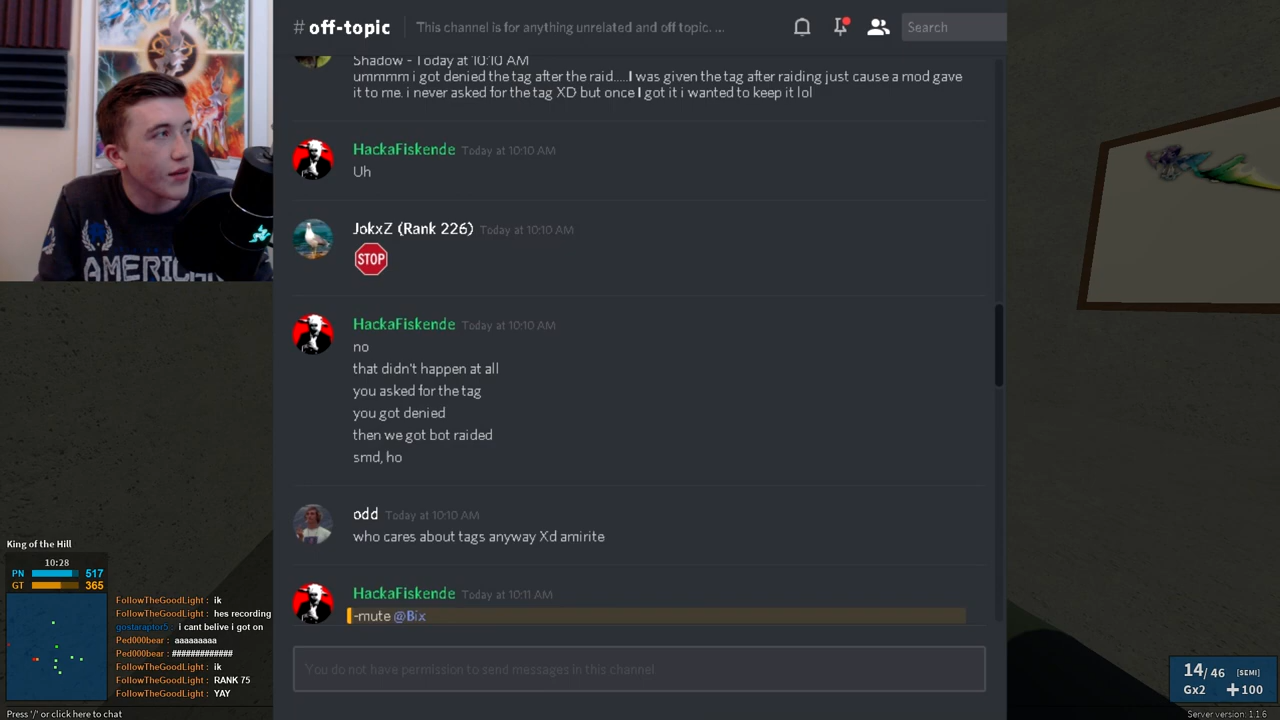 # off-topic
This channel is for anything unrelated and off topic. ...
Search
Shadow - Today at 10:10 AM
ummmm i got denied the tag after the raid....I was given the tag after raiding just cause a mod gave
it to me. i never asked for the tag XD but once I got it i wanted to keep it lol
HackaFiskende Today at 10:10 AM
Uh
JokxZ (Rank 226) Today at 10:10 AM
STOP
HackaFiskende Today at 10:10 AM
no
that didn't happen at all
you asked for the tag
you got denied
then we got bot raided
smd, ho
odd Today at 10:10 AM
who cares about tags anyway Xd amirite
HackaFiskende Today at 10:11 AM
-mute @Bix
You do not have permission to send messages in this channel
AMERICAN
King of the Hill
10:28
PN 517
GT 365
FollowTheGoodLight : ik
FollowTheGoodLight : hes recording
gostaraptor5 : i cant belive i got on
Ped000bear : aaaaaaaaa
Ped000bear : #############
FollowTheGoodLight : ik
FollowTheGoodLight : RANK 75
FollowTheGoodLight : YAY
Press '/' or click here to chat
14/46 [SEMI]
Gx2 +100
Server version: 1.1.6